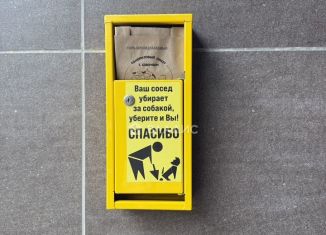 Ваш сосед
убирает
за собакой,
уберите и Вы!
СПАСИБО